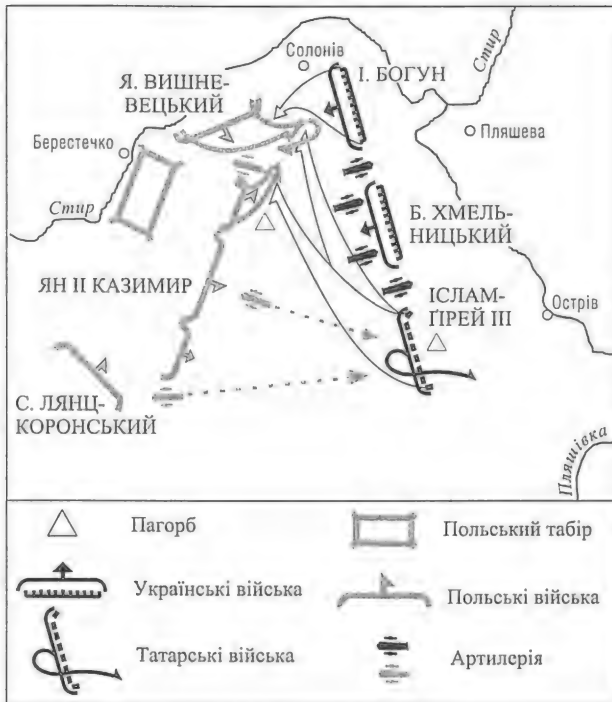 Солонів
Стир
Я. ВИШНЕ-
ВЕЦЬКИЙ
І. БОГУН
Берестечко
Пляшева
Стир
Б. ХМЕЛЬ-
НИЦЬКИЙ
ЯН ІІ КАЗИМИР
ІСЛАМ-
ҐІРЕЙ ІІІ
Острів
С. ЛЯНЦ-
КОРОНСЬКИЙ
Пляшівка
Пагорб
Польський табір
Українські війська
Польські війська
Татарські війська
Артилерія